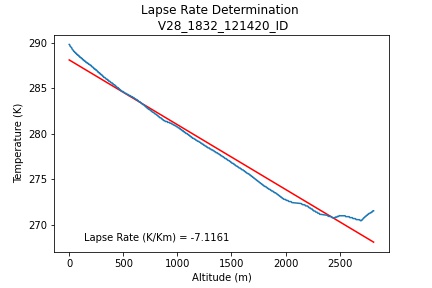 Lapse Rate Determination
V28_1832_121420_ID
290
285
280
275
270
Temperature (K)
Lapse Rate (K/Km) = -7.1161
0 500 1000 1500 2000 2500
Altitude (m)